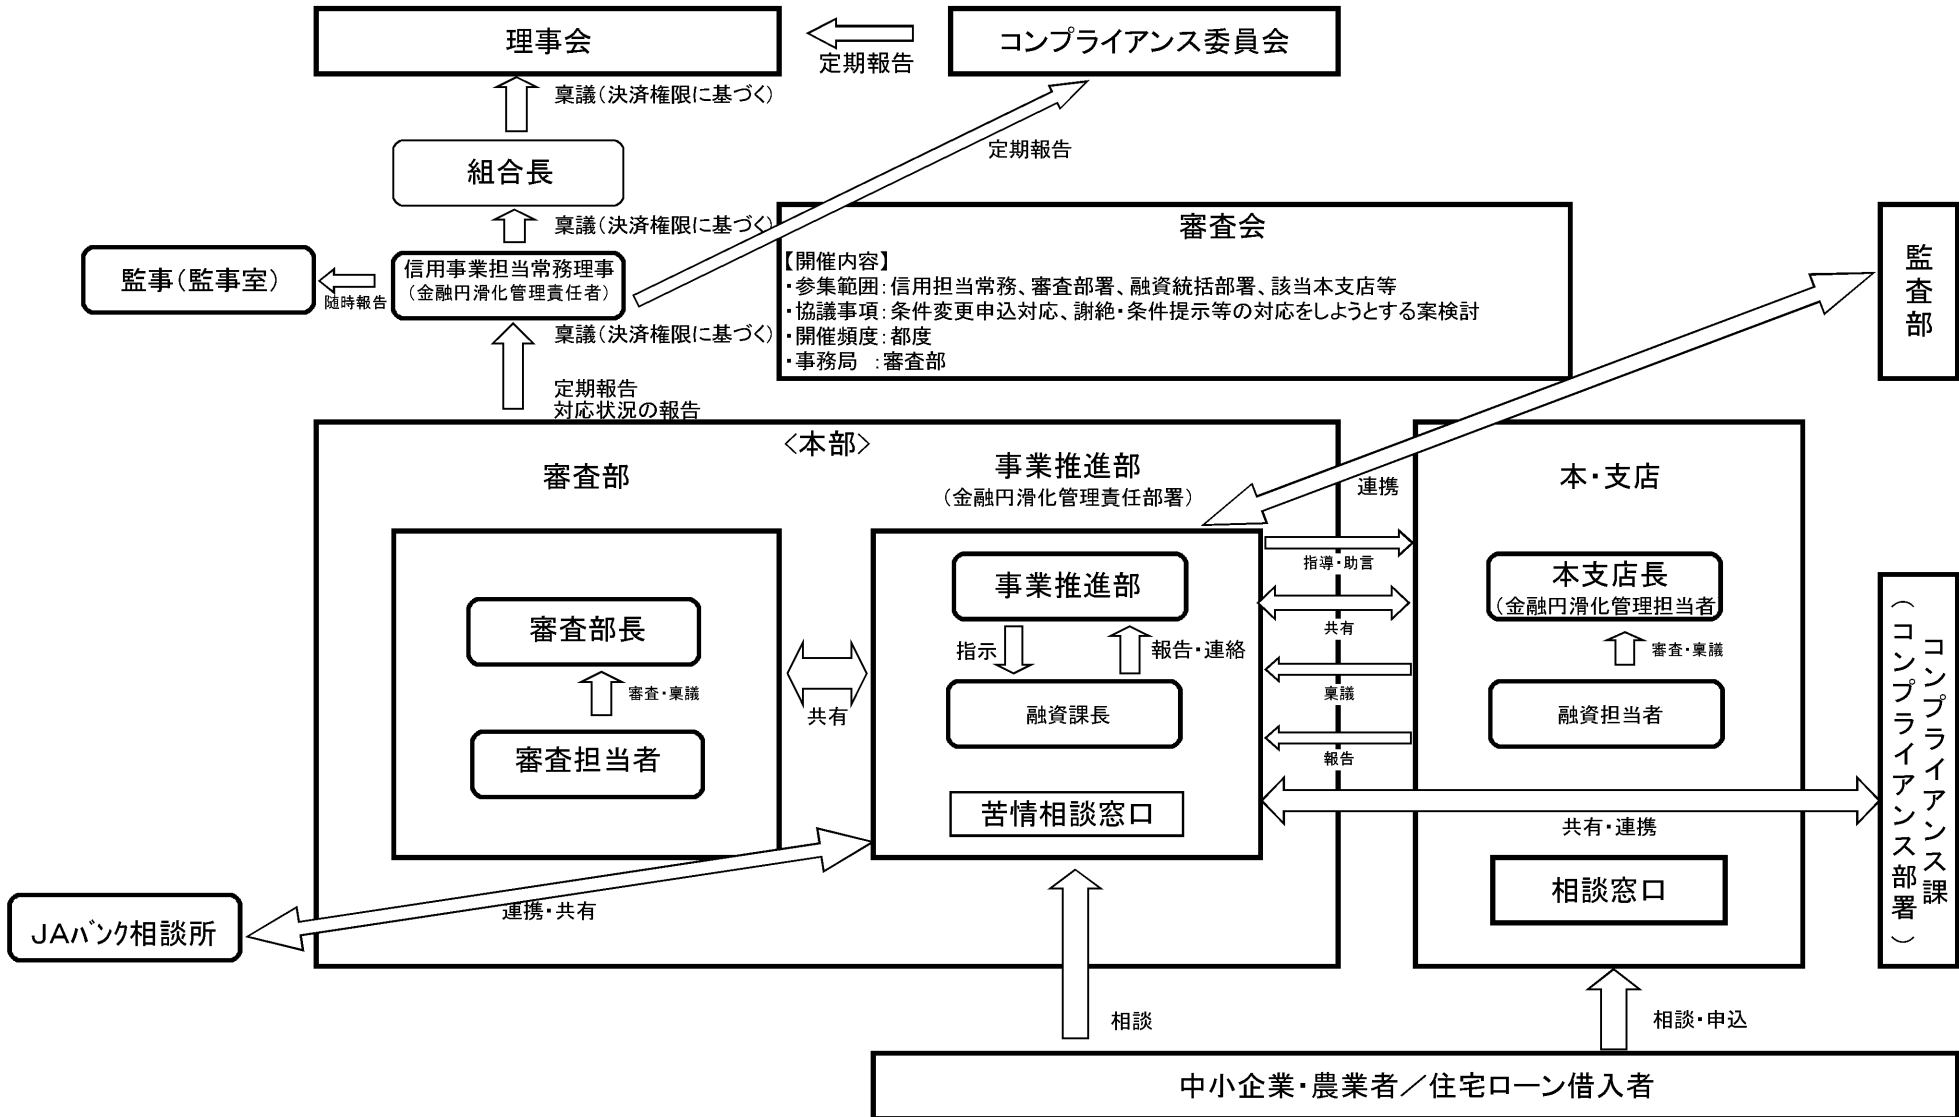 理事会
コンプライアンス委員会
定期報告
稟議(決済権限に基づく)
定期報告
組合長
稟議(決済権限に基づく)
審査会
【開催内容】
・参集範囲：信用担当常務、審査部署、融資統括部署、該当本支店等
・協議事項：条件変更申込対応、謝絶・条件提示等の対応をしようとする案検討
・開催頻度：都度
・事務局　：審査部
監査部
監事(監事室)
随時報告
信用事業担当常務理事
(金融円滑化管理責任者)
稟議(決済権限に基づく)
定期報告
対応状況の報告
<本部>
審査部
事業推進部
(金融円滑化管理責任部署)
連携
本・支店
審査部長
審査・稟議
審査担当者
共有
事業推進部
指示
報告・連絡
融資課長
苦情相談窓口
指導・助言
共有
稟議
報告
本支店長
(金融円滑化管理担当者
審査・稟議
融資担当者
共有・連携
相談窓口
コンプライアンス課
(コンプライアンス部署)
JAバンク相談所
連携・共有
相談
相談・申込
中小企業・農業者／住宅ローン借入者